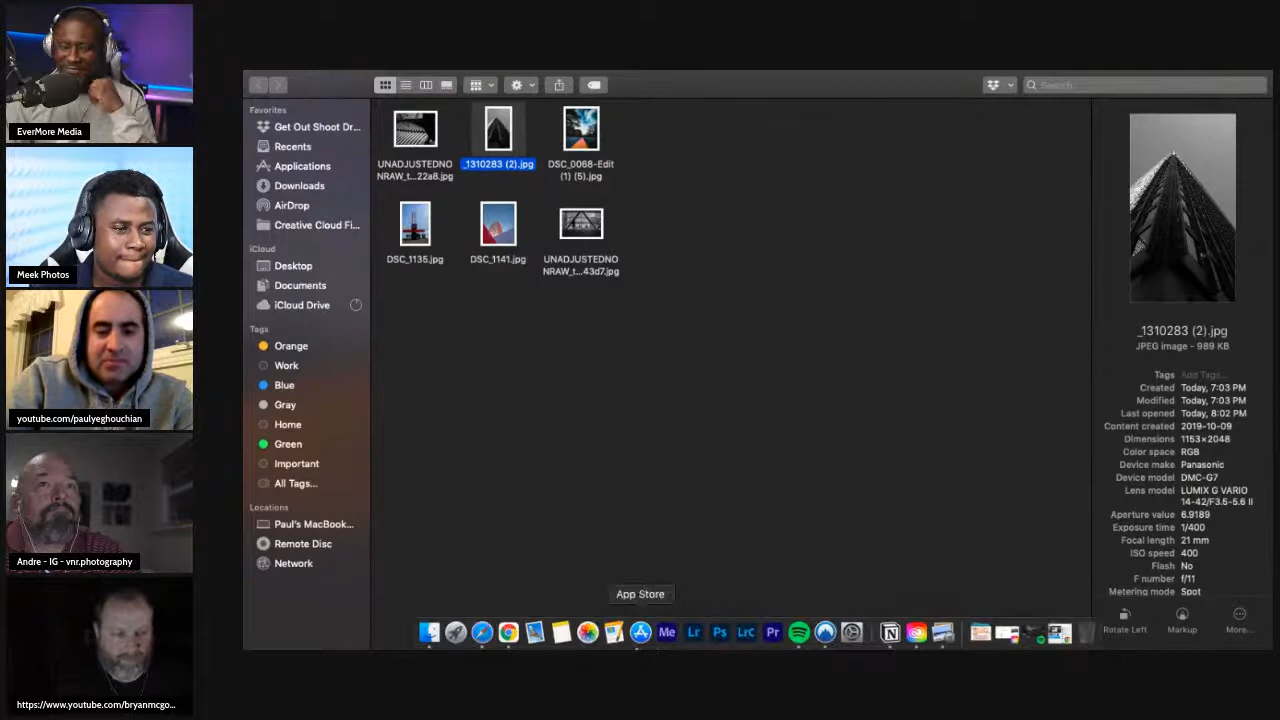 EverMore Media
Meek Photos
youtube.com/paulyeghouchian
Andre - IG - vnr.photography
https://www.youtube.com/bryanmcgo...
Search
Favorites
Get Out Shoot Dr...
Recents
Applications
Downloads
AirDrop
Creative Cloud Fi...
iCloud
Desktop
Documents
iCloud Drive
Tags
Orange
Work
Blue
Gray
Home
Green
Important
All Tags...
Locations
Paul's MacBook...
Remote Disc
Network
UNADJUSTEDNO
NRAW_t...22a8.jpg
_1310283 (2).jpg
DSC_0068-Edit
(1) (5).jpg
DSC_1135.jpg
DSC_1141.jpg
UNADJUSTEDNO
NRAW_t...43d7.jpg
_1310283 (2).jpg
JPEG image - 989 KB
Tags Add Tags...
Created Today, 7:03 PM
Modified Today, 7:03 PM
Last opened Today, 8:02 PM
Content created 2019-10-09
Dimensions 1153×2048
Color space RGB
Device make Panasonic
Device model DMC-G7
Lens model LUMIX G VARIO
14-42/F3.5-5.6 II
Aperture value 6.9189
Exposure time 1/400
Focal length 21 mm
ISO speed 400
Flash No
F number f/11
Metering mode Spot
Rotate Left
Markup
More...
App Store
Me
Lr
Ps
LrC
Pr